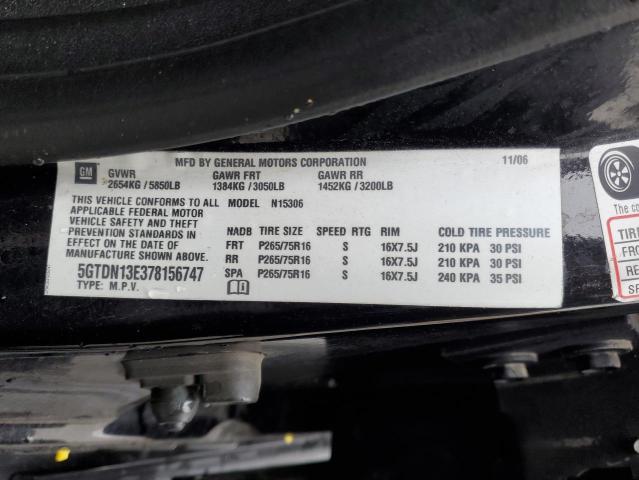 GM
MFD BY GENERAL MOTORS CORPORATION 11/06
GVWR GAWR FRT GAWR RR
2654KG / 5850LB 1384KG / 3050LB 1452KG / 3200LB
THIS VEHICLE CONFORMS TO ALL MODEL N15306
APPLICABLE FEDERAL MOTOR
VEHICLE SAFETY AND THEFT
PREVENTION STANDARDS IN
EFFECT ON THE DATE OF
MANUFACTURE SHOWN ABOVE.
5GTDN13E378156747
TYPE: M.P.V.
NADB TIRE SIZE SPEED RTG RIM COLD TIRE PRESSURE
FRT P265/75R16 S 16X7.5J 210 KPA 30 PSI
RR P265/75R16 S 16X7.5J 210 KPA 30 PSI
SPA P265/75R16 S 16X7.5J 240 KPA 35 PSI
The co
TIRE
FRO
RE
SP